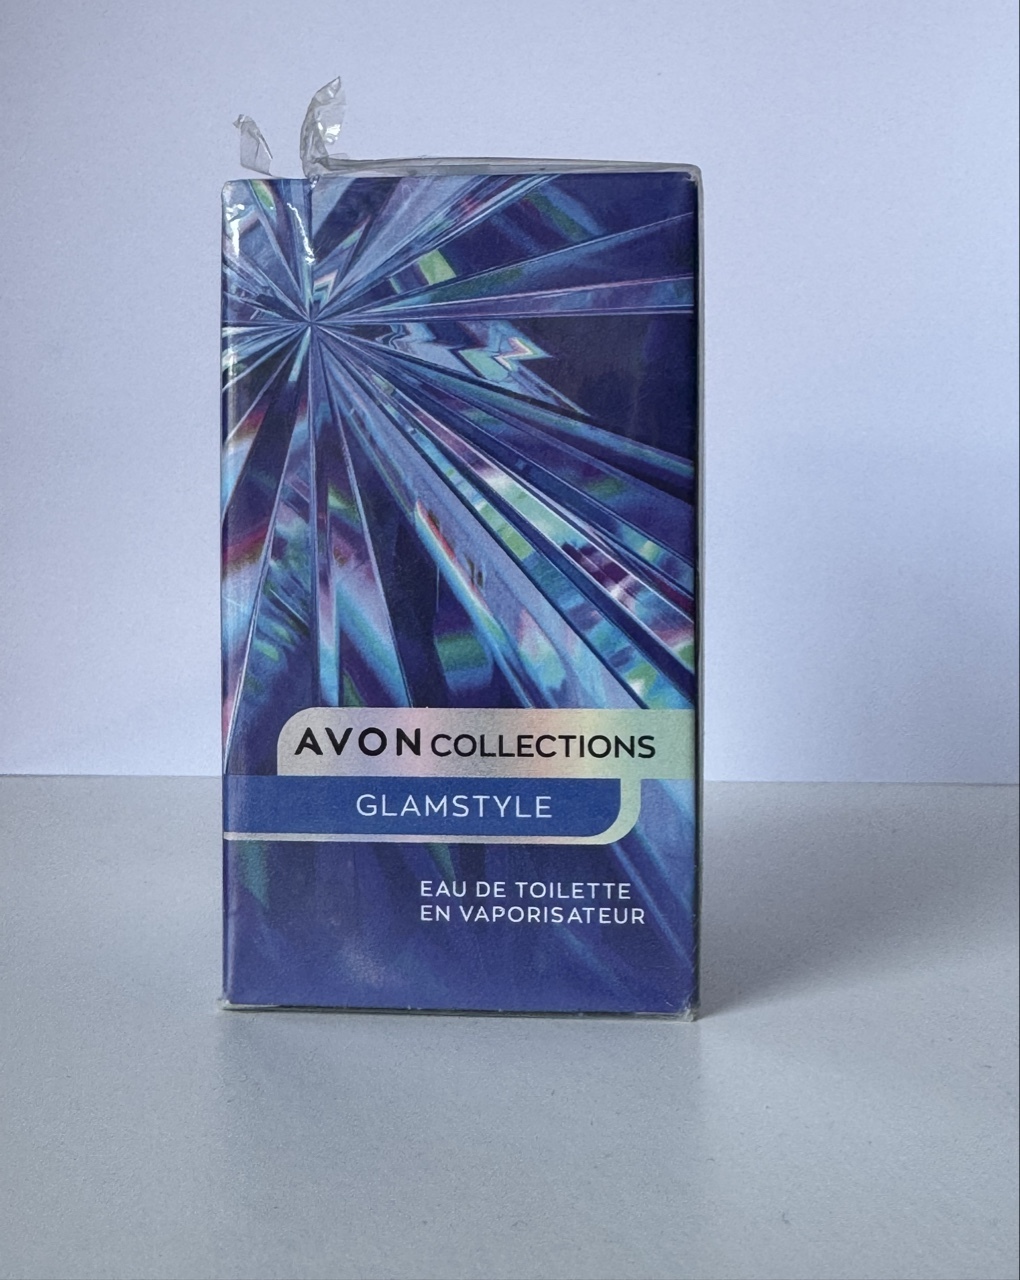 AVON COLLECTIONS
GLAMSTYLE
EAU DE TOILETTE
EN VAPORISATEUR